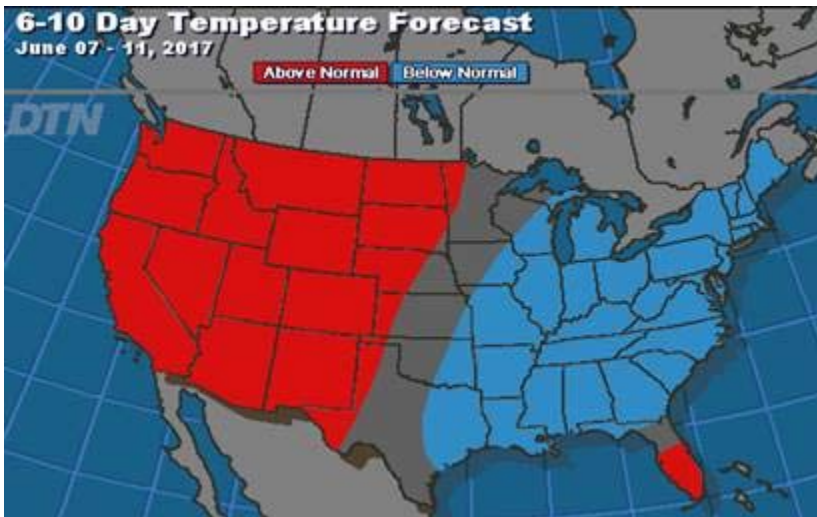 6-10 Day Temperature Forecast
June 07 - 11, 2017
Above Normal Below Normal
DTN